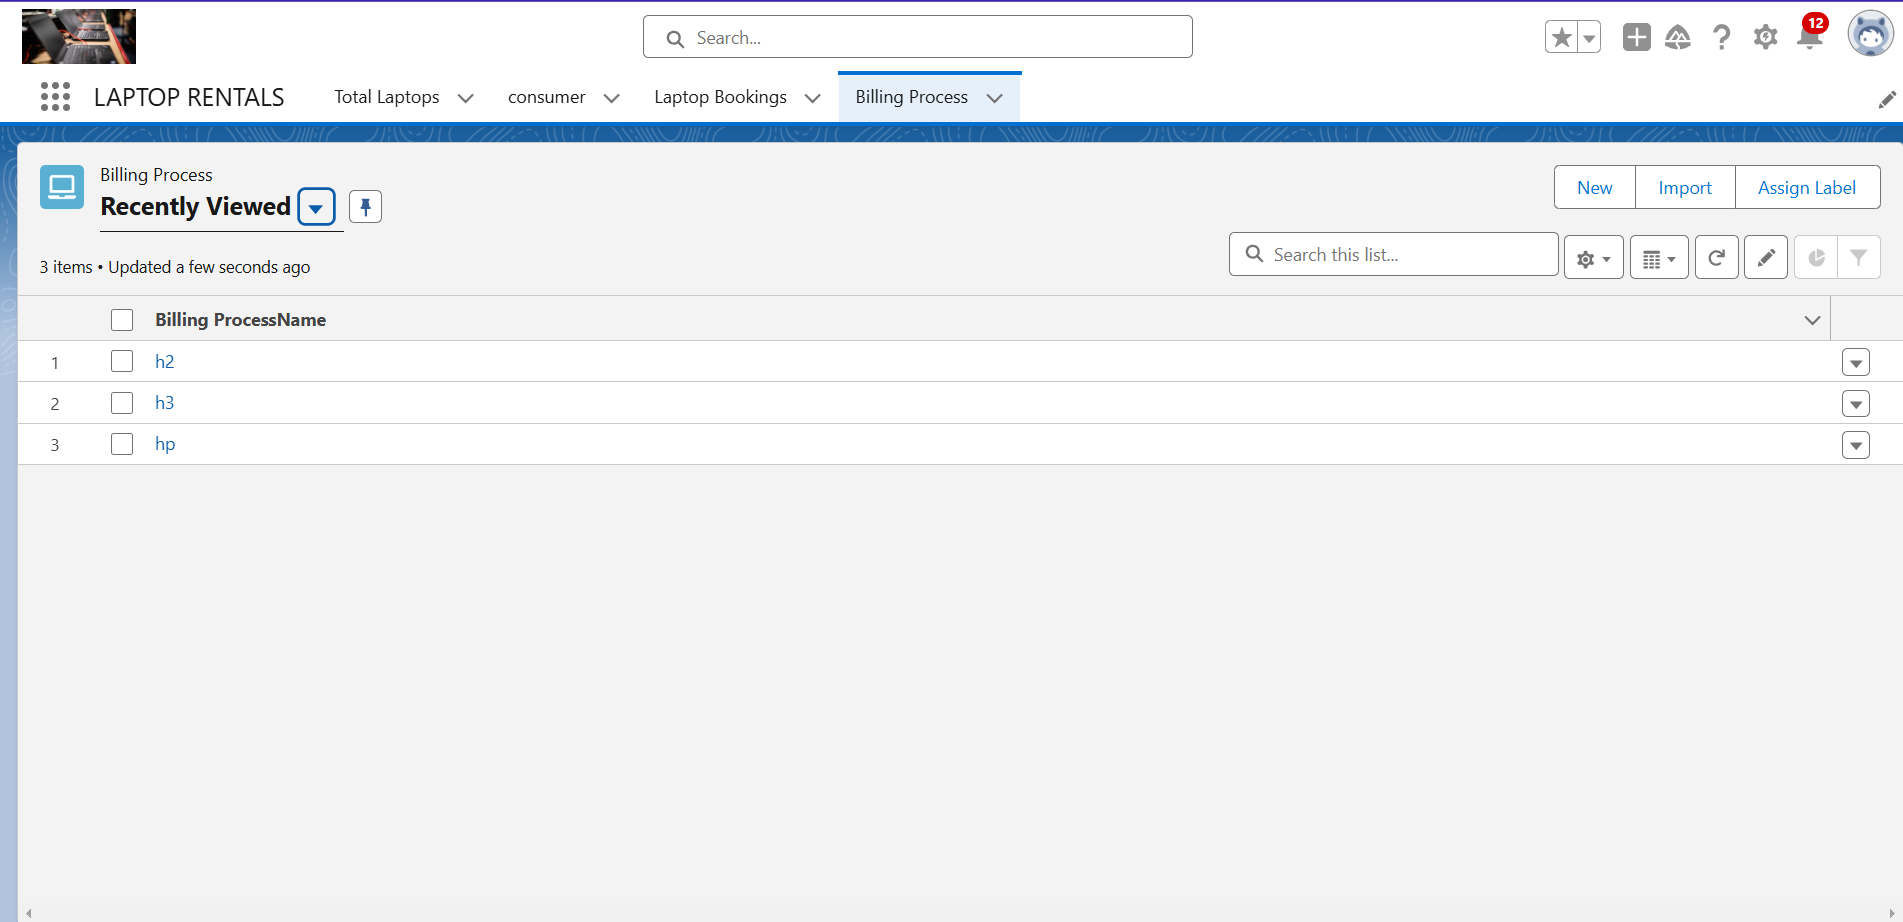 Search...
12
LAPTOP RENTALS Total Laptops consumer Laptop Bookings Billing Process
Billing Process
Recently Viewed
New Import Assign Label
3 items • Updated a few seconds ago
Search this list...
Billing ProcessName
1 h2
2 h3
3 hp